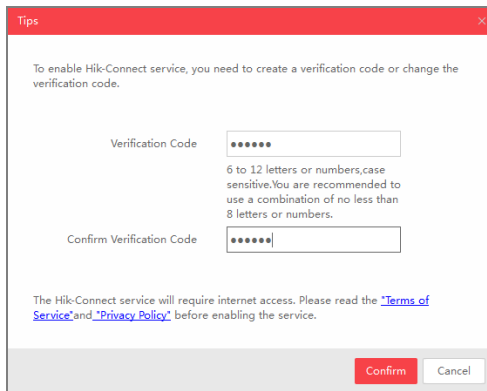 Tips
To enable Hik-Connect service, you need to create a verification code or change the
verification code.
Verification Code ●●●●●●
6 to 12 letters or numbers,case
sensitive.You are recommended to
use a combination of no less than
8 letters or numbers.
Confirm Verification Code ●●●●●●
The Hik-Connect service will require internet access. Please read the "Terms of
Service"and "Privacy Policy" before enabling the service.
Confirm Cancel